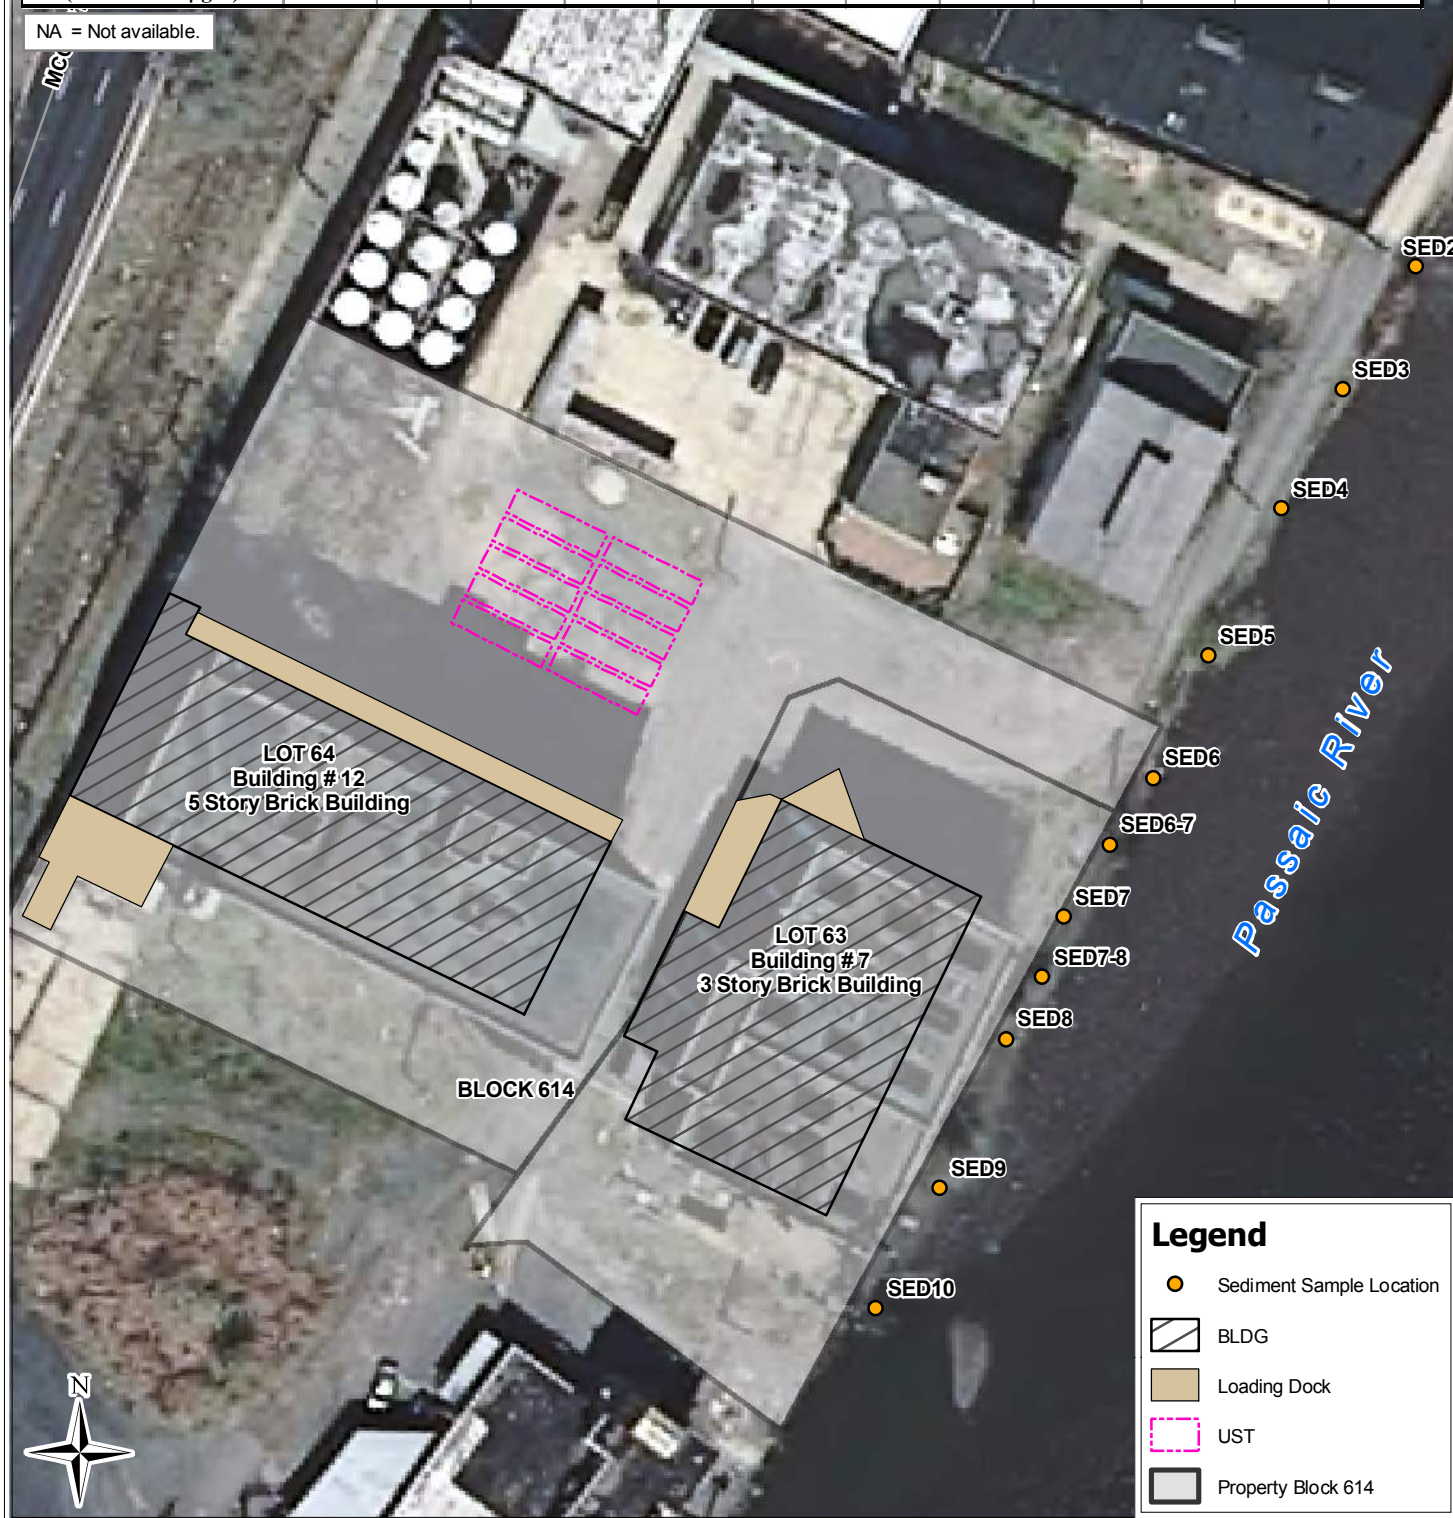 NA = Not available.
SED2
SED3
SED4
SED5
SED6
SED6-7
SED7
SED7-8
SED8
SED9
SED10
Passaic River
LOT 64
Building # 12
5 Story Brick Building
LOT 63
Building # 7
3 Story Brick Building
BLOCK 614
N
Legend
Sediment Sample Location
BLDG
Loading Dock
UST
Property Block 614